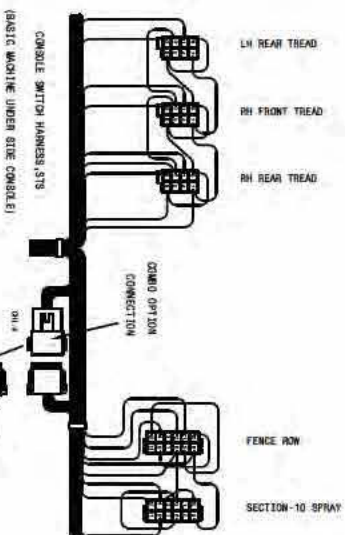 LH REAR TREAD
RH FRONT TREAD
RH REAR TREAD
CONSOLE SWITCH HARNESS,STS
(BASIC MACHINE UNDER SIDE CONSOLE)
COMBO OPTION
CONNECTION
FENCE ROW
SECTION-10 SPRAY